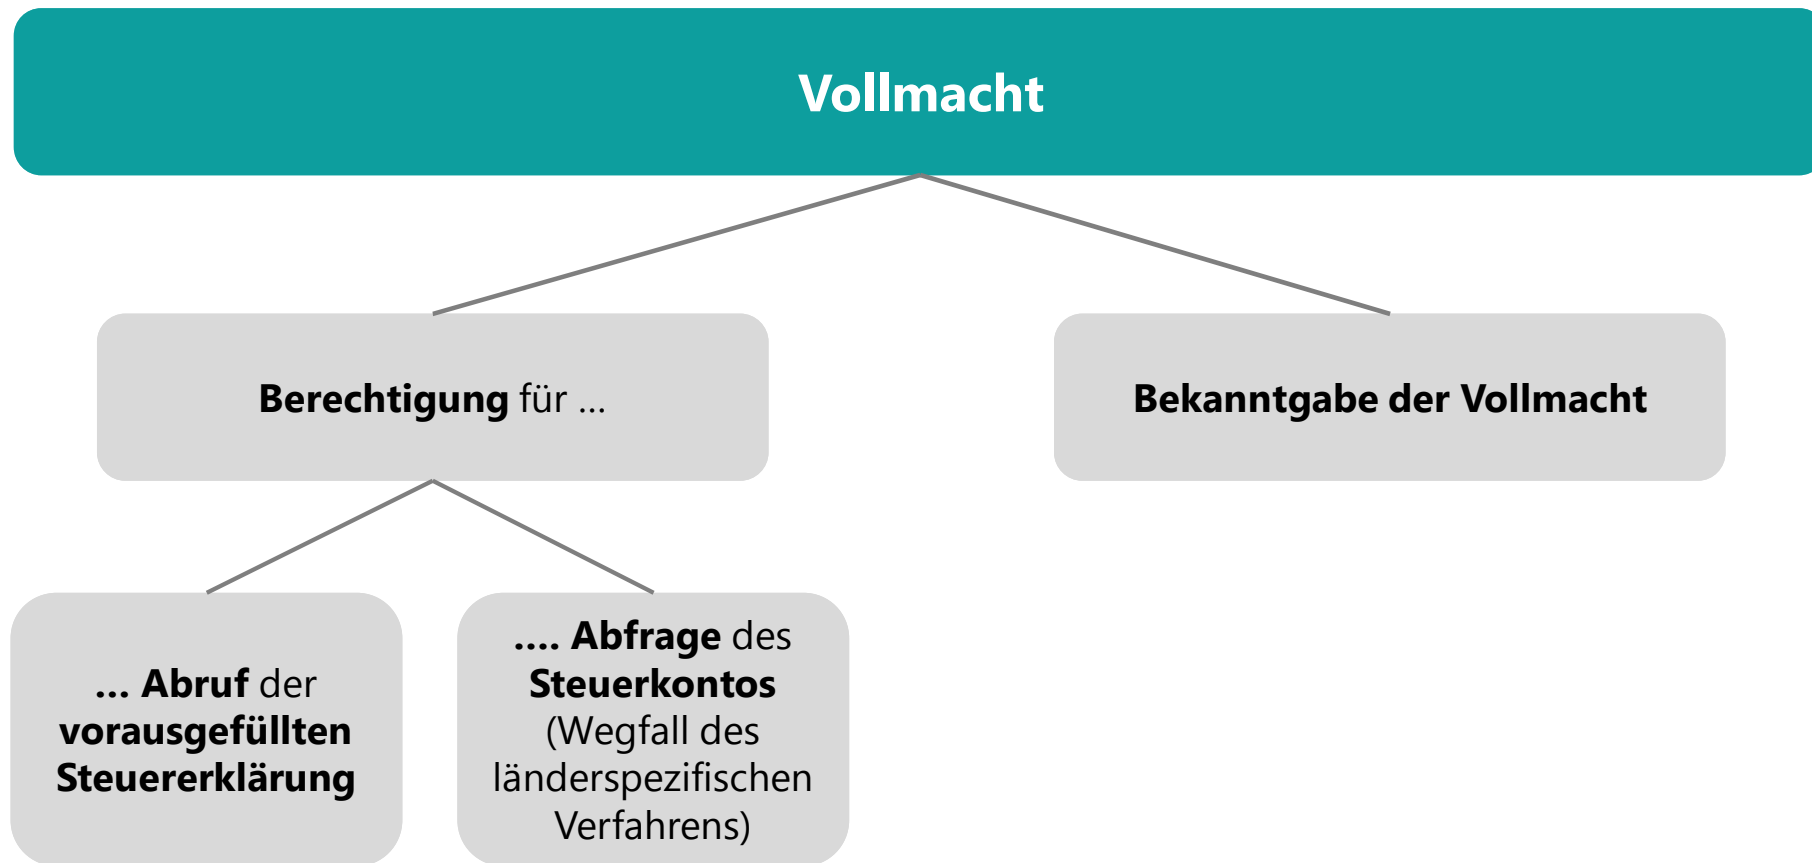 Vollmacht
Berechtigung für ...
Bekanntgabe der Vollmacht
... Abruf der
vorausgefüllten
Steuererklärung
.... Abfrage des
Steuerkontos
(Wegfall des
länderspezifischen
Verfahrens)